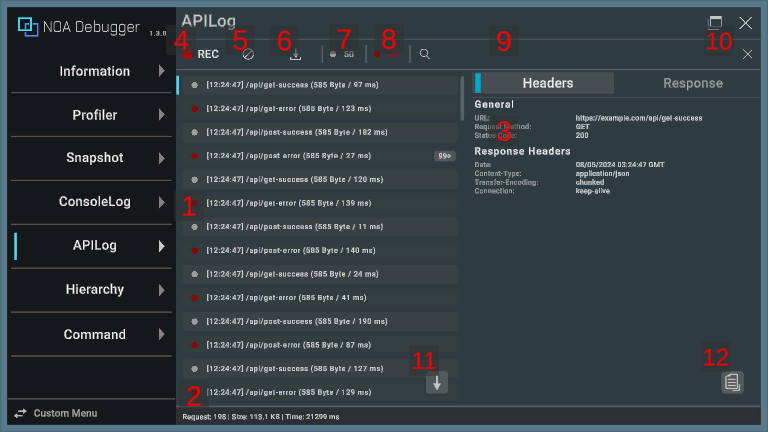 NOA Debugger 1.3.0
APILog
4 REC 5 6 7 8 9 10
Information
Profiler
Snapshot
ConsoleLog
APILog
Hierarchy
Command
Custom Menu
[12:24:47] /api/get-success (585 Byte / 97 ms)
[12:24:47] /api/get-error (585 Byte / 123 ms)
[12:24:47] /api/post-success (585 Byte / 182 ms)
[12:24:47] /api/post-error (585 Byte / 27 ms) 99+
[12:24:47] /api/get-success (585 Byte / 120 ms)
1 [12:24:47] /api/get-error (585 Byte / 139 ms)
[12:24:47] /api/post-success (585 Byte / 11 ms)
[12:24:47] /api/post-error (585 Byte / 140 ms)
[12:24:47] /api/get-success (585 Byte / 24 ms)
[12:24:47] /api/get-error (585 Byte / 41 ms)
[12:24:47] /api/post-success (585 Byte / 190 ms)
[12:24:47] /api/post-error (585 Byte / 87 ms)
[12:24:47] /api/get-success (585 Byte / 127 ms)
11
2 [12:24:47] /api/get-error (585 Byte / 129 ms)
Request: 198 | Size: 113.1 KB | Time: 21299 ms
Headers Response
General
URL: https://example.com/api/get-success
Request Method: GET
3
Status Code: 200
Response Headers
Date: 08/05/2024 03:24:47 GMT
Content-Type: application/json
Transfer-Encoding: chunked
Connection: keep-alive
12